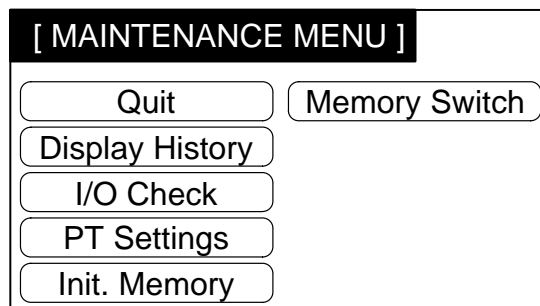 [ MAINTENANCE MENU ]
Quit Memory Switch
Display History
I/O Check
PT Settings
Init. Memory